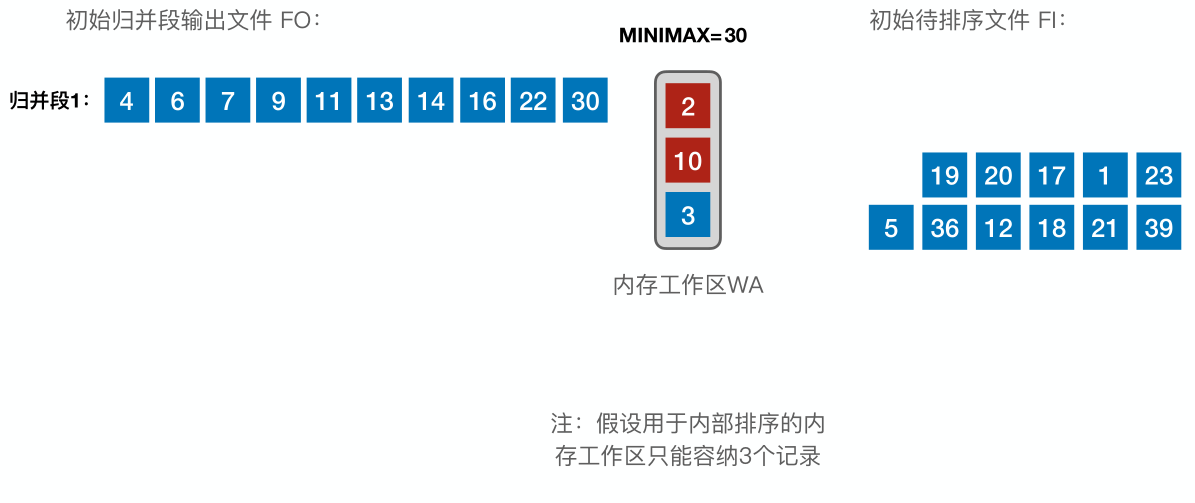 初始归并段输出文件 FO：
MINIMAX=30
初始待排序文件 FI：
归并段1： 4 6 7 9 11 13 14 16 22 30
2
10
3
19 20 17 1 23
5 36 12 18 21 39
内存工作区WA
注：假设用于内部排序的内
存工作区只能容纳3个记录